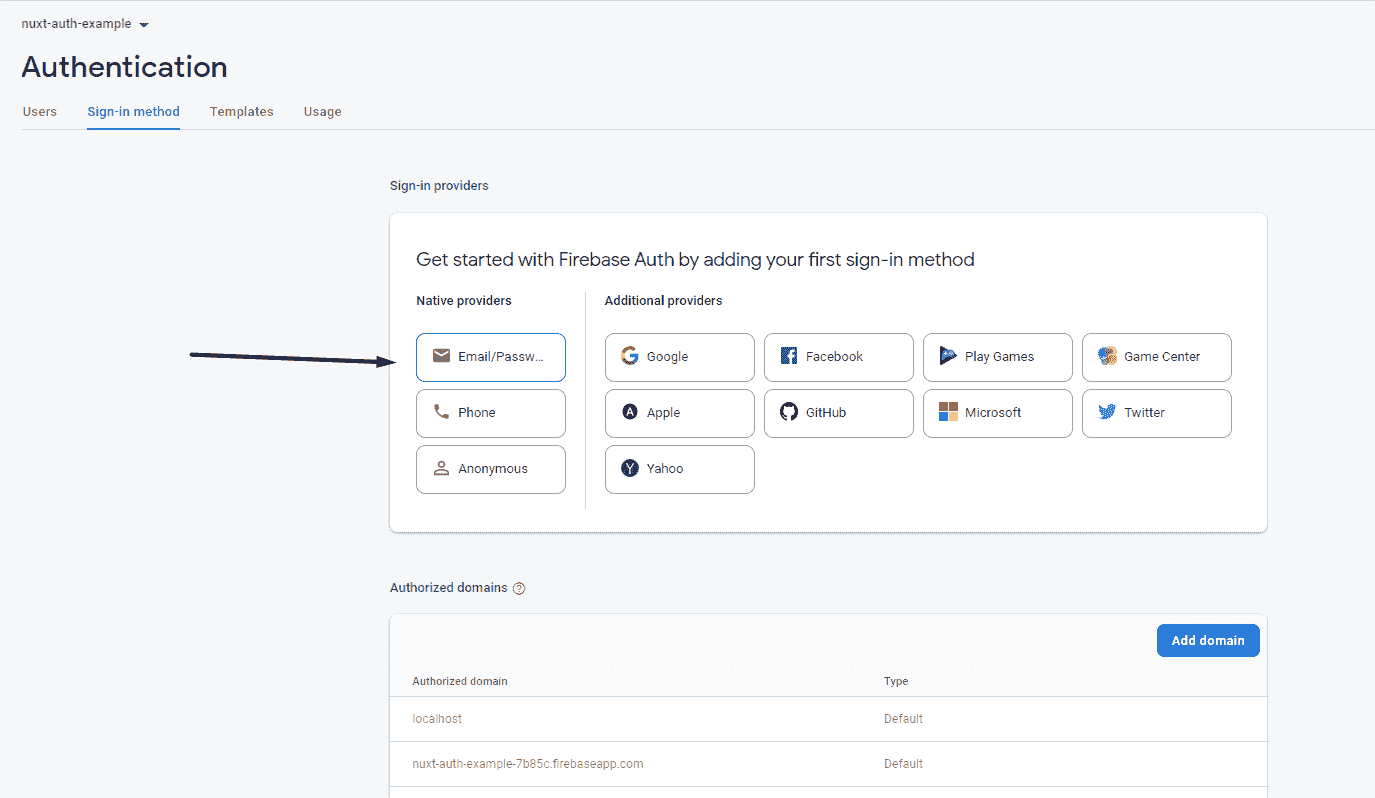 nuxt-auth-example
Authentication
Users
Sign-in method
Templates
Usage
Sign-in providers
Get started with Firebase Auth by adding your first sign-in method
Native providers
Additional providers
Email/Passw...
Google
Facebook
Play Games
Game Center
Phone
Apple
GitHub
Microsoft
Twitter
Anonymous
Yahoo
Authorized domains
Add domain
Authorized domain
Type
localhost
Default
nuxt-auth-example-7b85c.firebaseapp.com
Default